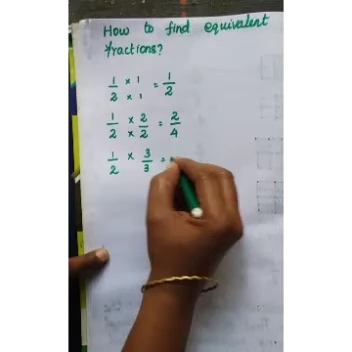 How to find equivalent
fractions?
1/2 × 1 / × 1 = 1/2
1/2 × 2 / × 2 = 2/4
1/2 × 3/3 =